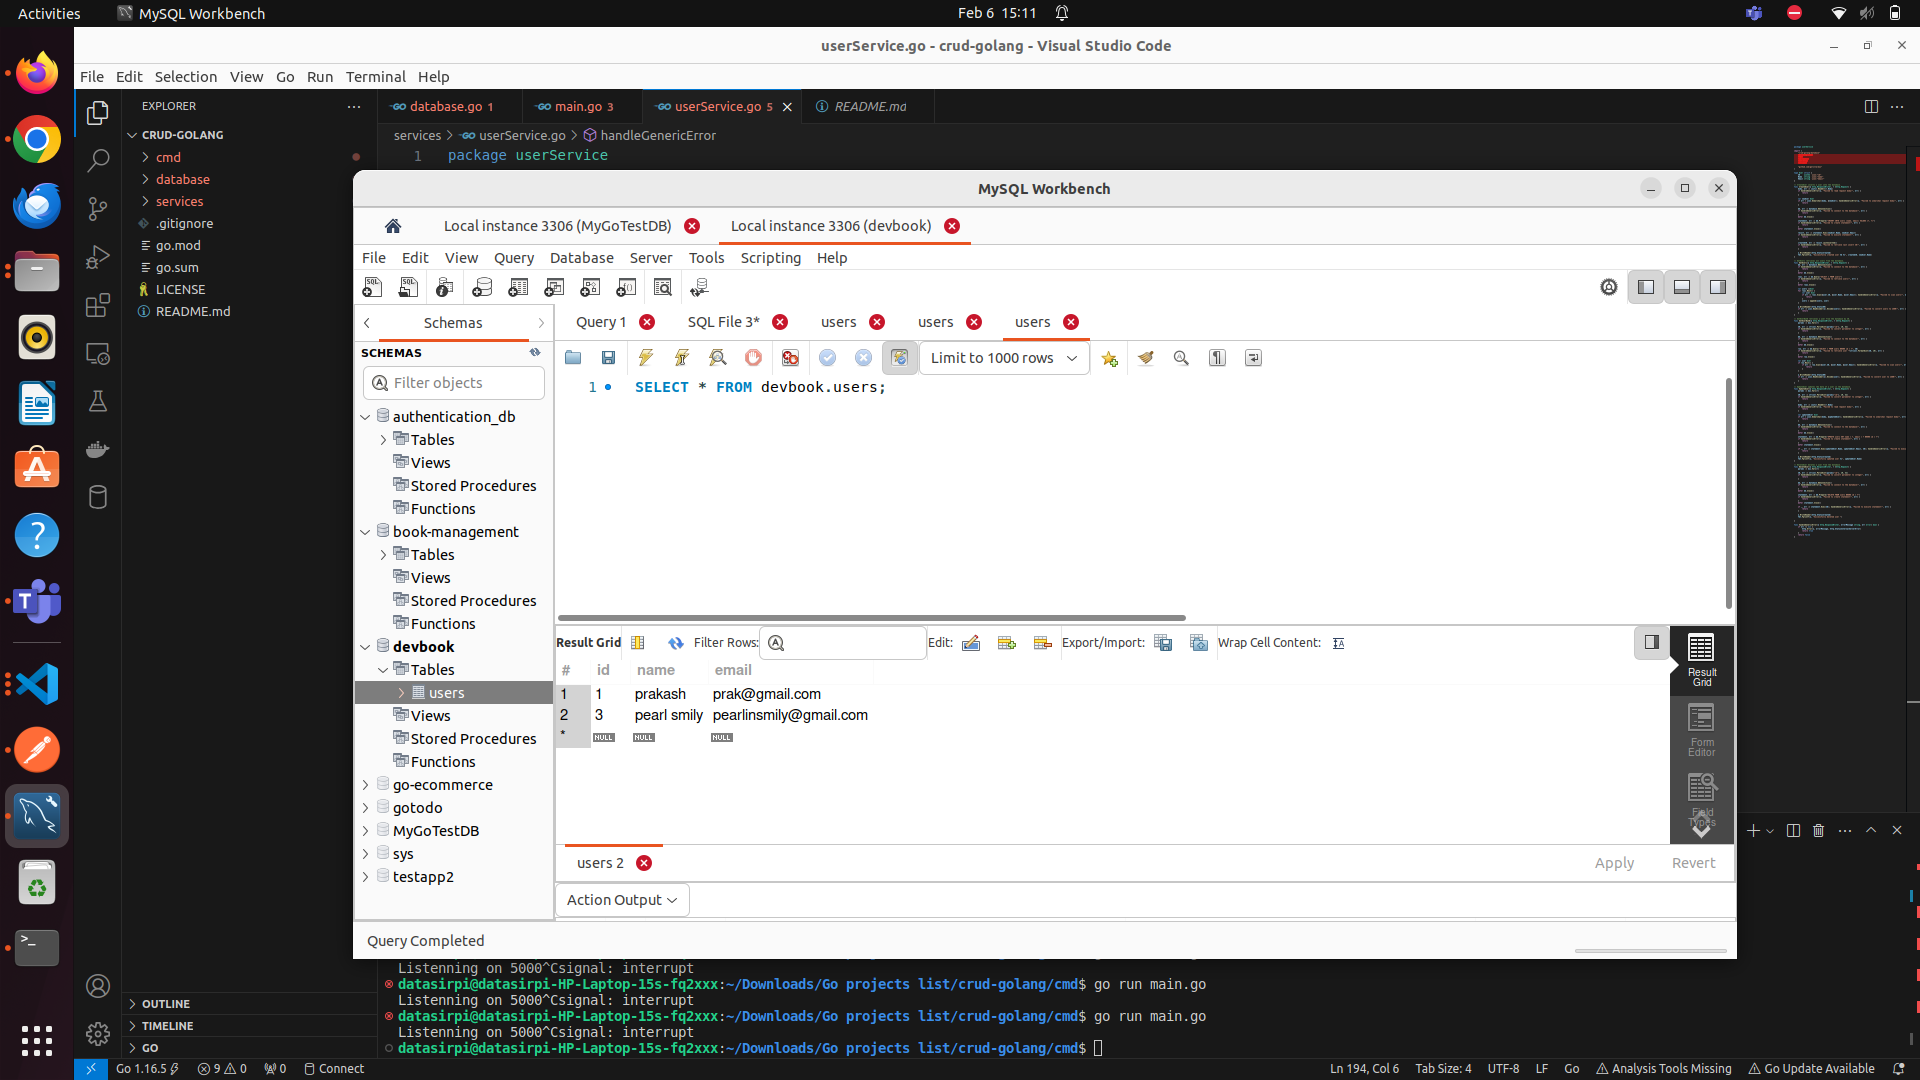 Activities
MySQL Workbench
Feb 6 15:11
userService.go - crud-golang - Visual Studio Code
File Edit Selection View Go Run Terminal Help
EXPLORER
database.go 1
main.go 3
userService.go 5
README.md
CRUD-GOLANG
services > userService.go > handleGenericError
1 package userService
cmd
database
services
.gitignore
go.mod
go.sum
LICENSE
README.md
MySQL Workbench
Local instance 3306 (MyGoTestDB)
Local instance 3306 (devbook)
File Edit View Query Database Server Tools Scripting Help
Schemas
Query 1
SQL File 3*
users
users
users
SCHEMAS
Filter objects
Limit to 1000 rows
1 SELECT * FROM devbook.users;
authentication_db
Tables
Views
Stored Procedures
Functions
book-management
Tables
Views
Stored Procedures
Functions
devbook
Tables
users
Views
Stored Procedures
Functions
go-ecommerce
gotodo
MyGoTestDB
sys
testapp2
Result Grid
Filter Rows:
Edit:
Export/Import:
Wrap Cell Content:
# id name email
1 1 prakash prak@gmail.com
2 3 pearl smily pearlinsmily@gmail.com
* NULL NULL NULL
Result Grid
Form Editor
Field Types
users 2
Apply
Revert
Action Output
Query Completed
Listenning on 5000^Csignal: interrupt
datasirpi@datasirpi-HP-Laptop-15s-fq2xxx:~/Downloads/Go projects list/crud-golang/cmd$ go run main.go
Listenning on 5000^Csignal: interrupt
datasirpi@datasirpi-HP-Laptop-15s-fq2xxx:~/Downloads/Go projects list/crud-golang/cmd$ go run main.go
Listenning on 5000^Csignal: interrupt
datasirpi@datasirpi-HP-Laptop-15s-fq2xxx:~/Downloads/Go projects list/crud-golang/cmd$
OUTLINE
TIMELINE
GO
Go 1.16.5
9 0
0
Connect
Ln 194, Col 6
Tab Size: 4
UTF-8
LF
Go
Analysis Tools Missing
Go Update Available